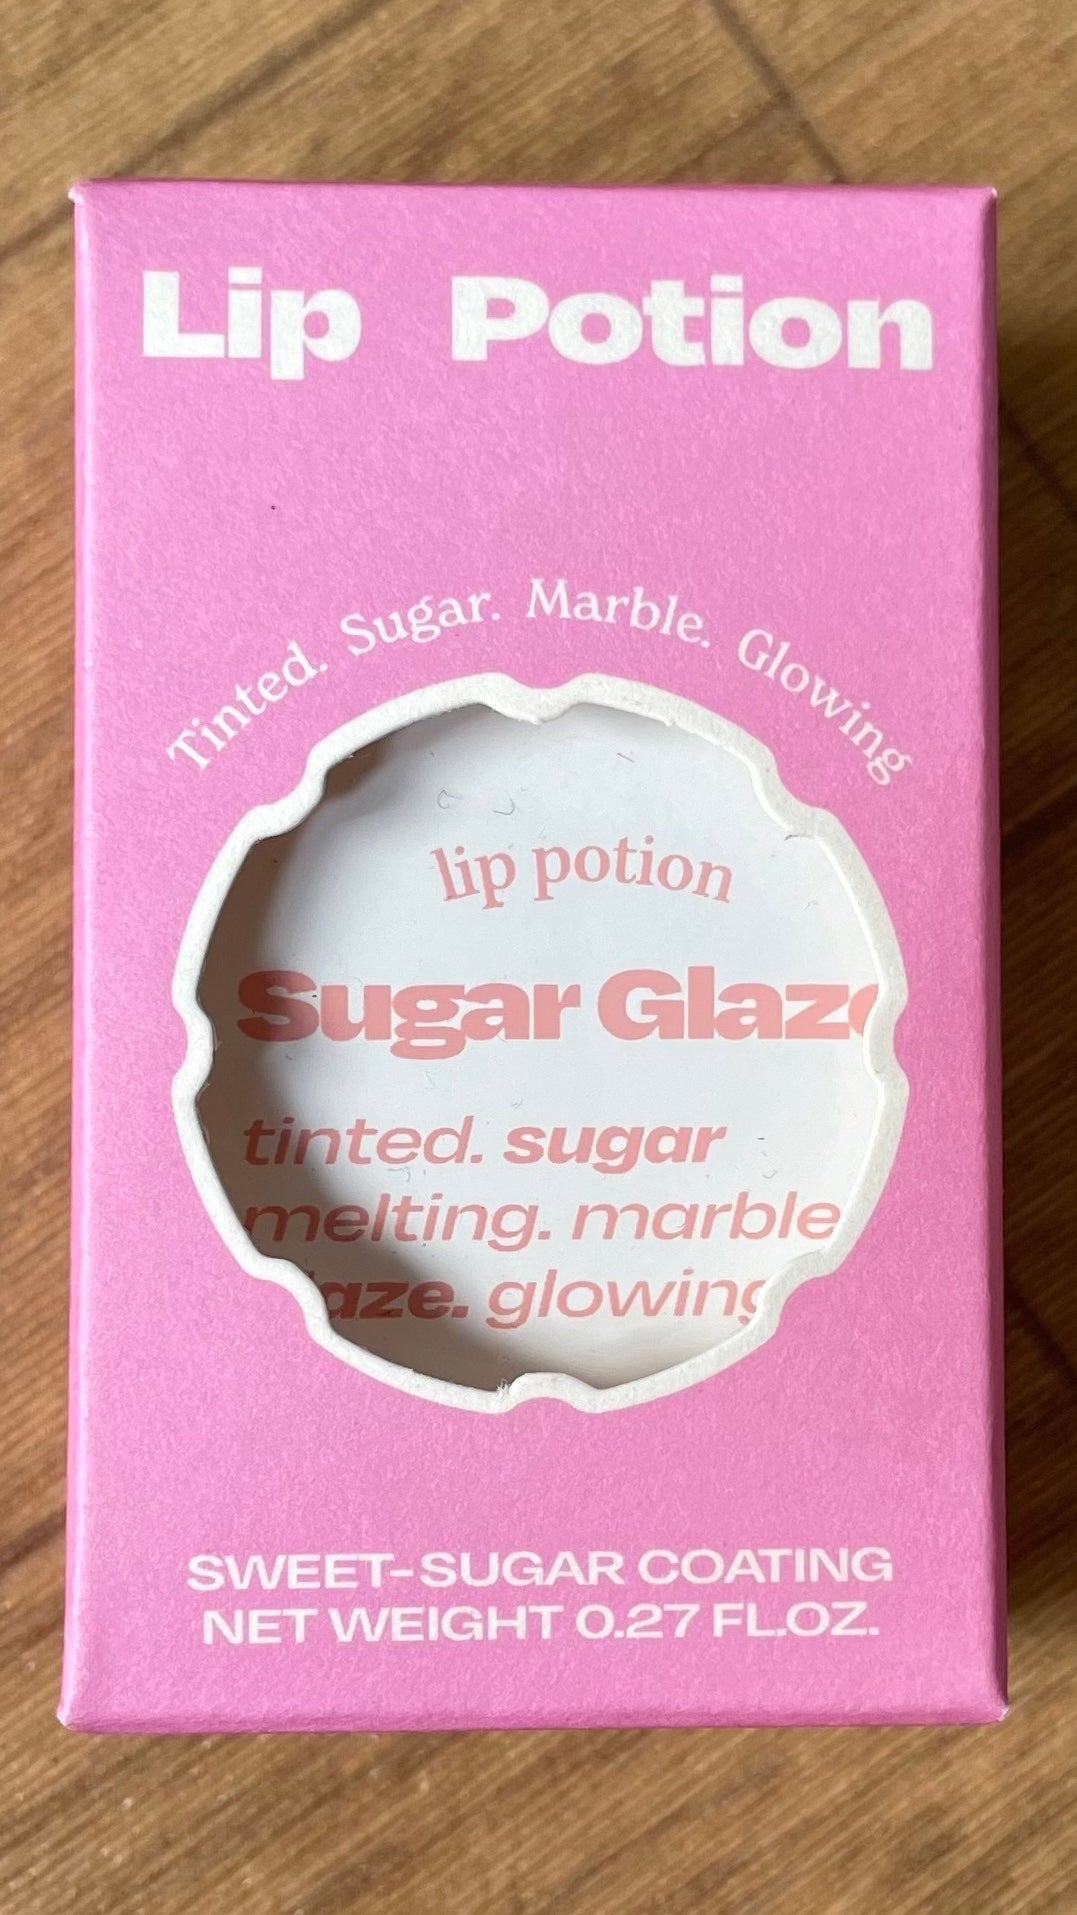 Lip Potion
Tinted. Sugar. Marble. Glowing
lip potion
Sugar Glaze
tinted. sugar
melting. marble
glowing
SWEET-SUGAR COATING
NET WEIGHT 0.27 FL.OZ.